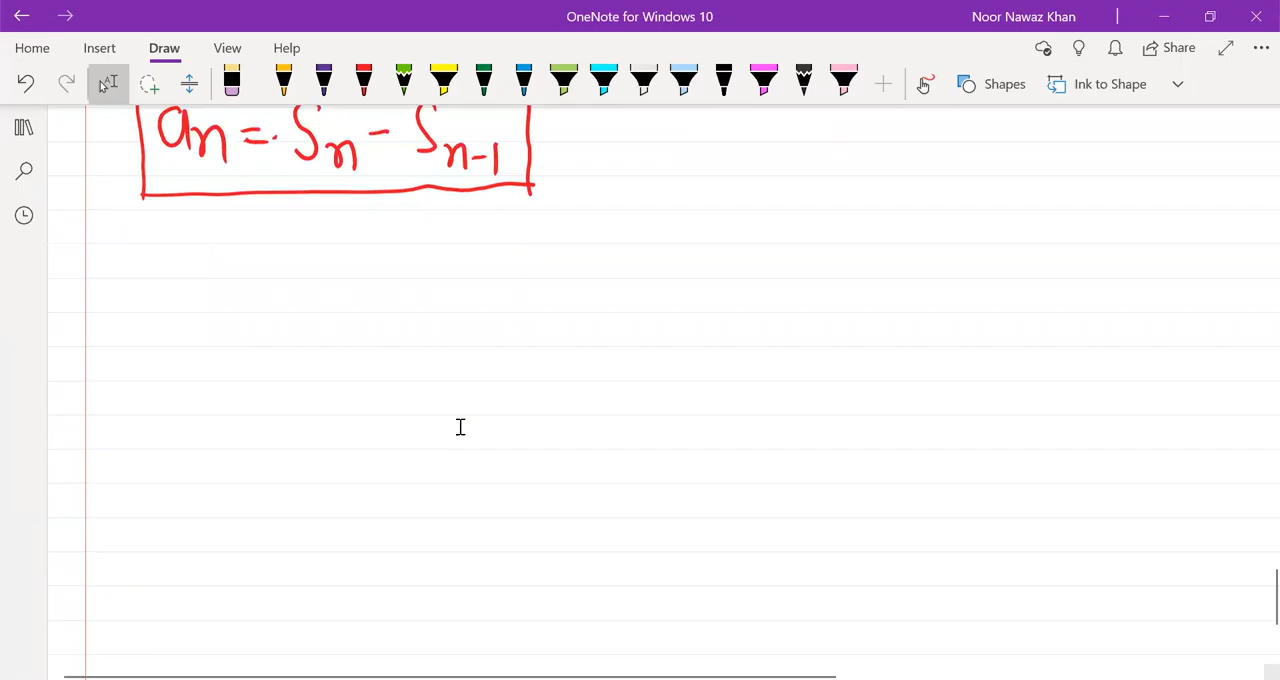 OneNote for Windows 10
Noor Nawaz Khan
Home Insert Draw View Help
Share
Shapes
Ink to Shape
an = Sn - Sn-1